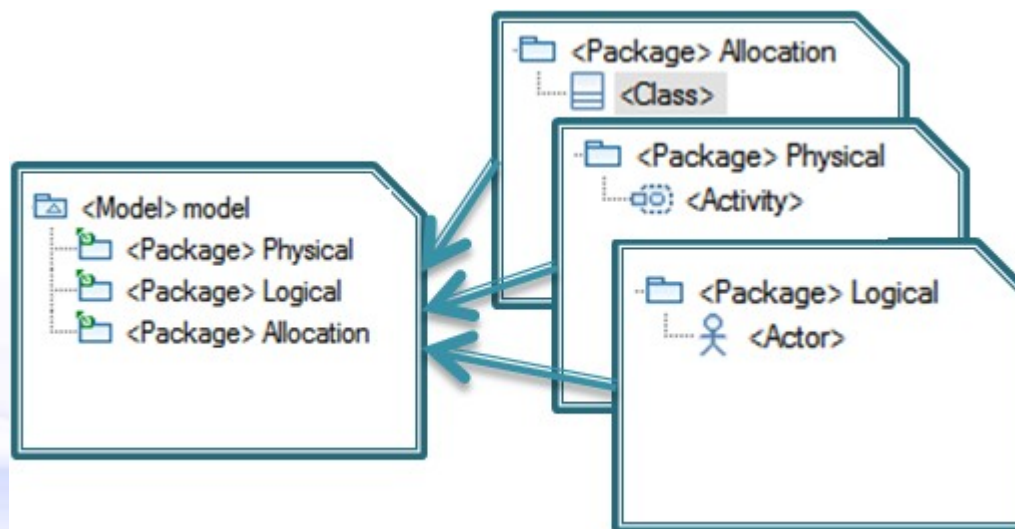 <Model> model
<Package> Physical
<Package> Logical
<Package> Allocation
<Package> Allocation
<Class>
<Package> Physical
<Activity>
<Package> Logical
<Actor>